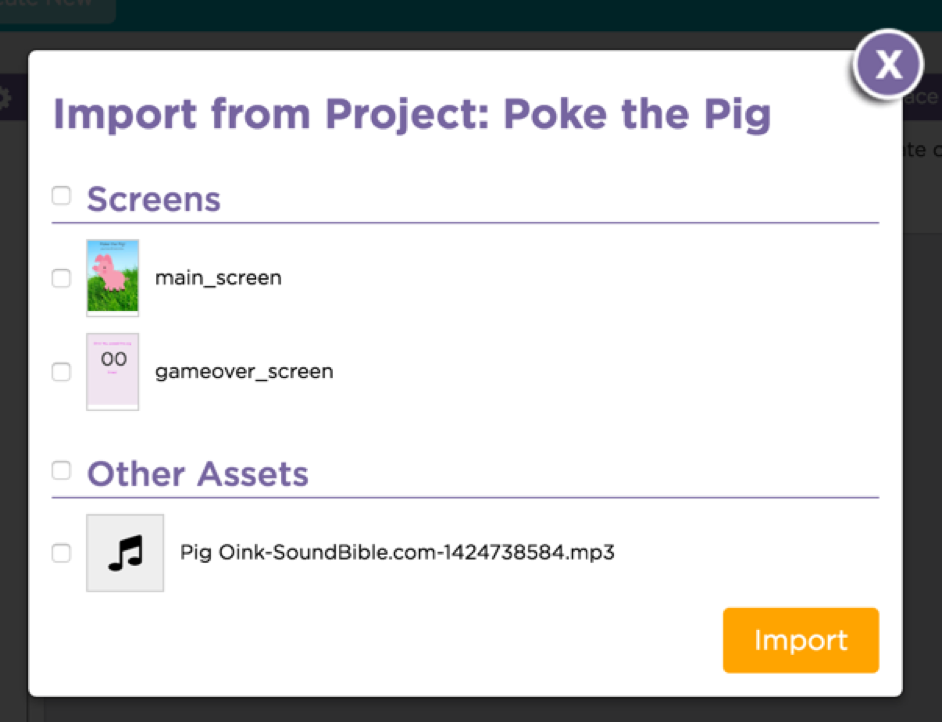 X
Import from Project: Poke the Pig
Screens
main_screen
00
gameover_screen
Other Assets
Pig Oink-SoundBible.com-1424738584.mp3
Import